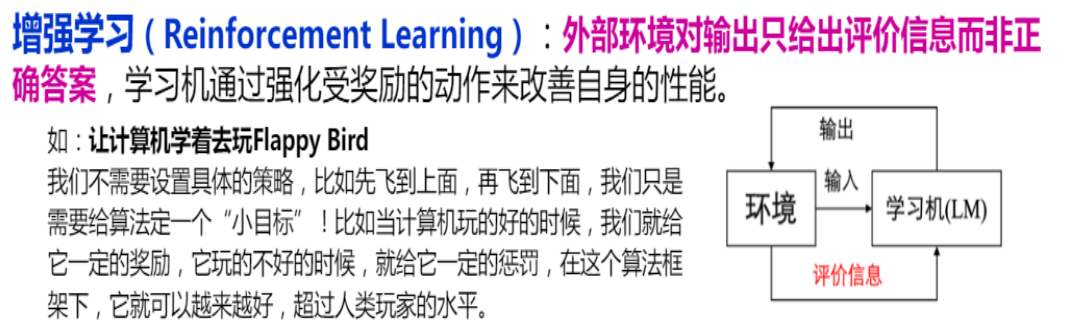 增强学习（Reinforcement Learning）：外部环境对输出只给出评价信息而非正
确答案，学习机通过强化受奖励的动作来改善自身的性能。
如：让计算机学着去玩Flappy Bird
我们不需要设置具体的策略，比如先飞到上面，再飞到下面，我们只是
需要给算法定一个“小目标”！比如当计算机玩的好的时候，我们就给
它一定的奖励，它玩的不好的时候，就给它一定的惩罚，在这个算法框
架下，它就可以越来越好，超过人类玩家的水平。
输出
输入
环境
学习机(LM)
评价信息